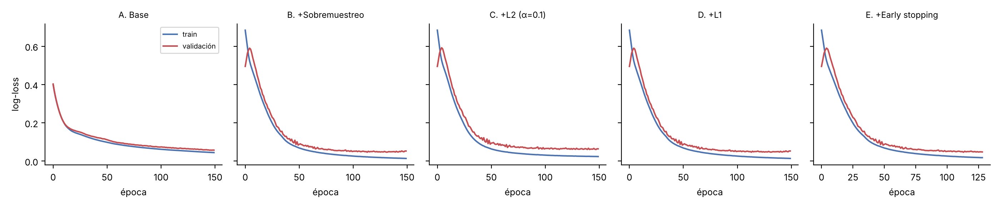 A. Base
B. +Sobremuestreo
C. +L2 (α=0.1)
D. +L1
E. +Early stopping
train
validación
log-loss
0.6
0.4
0.2
0.0
0 50 100 150
0 50 100 150
0 50 100 150
0 50 100 150
0 25 50 75 100 125
época
época
época
época
época